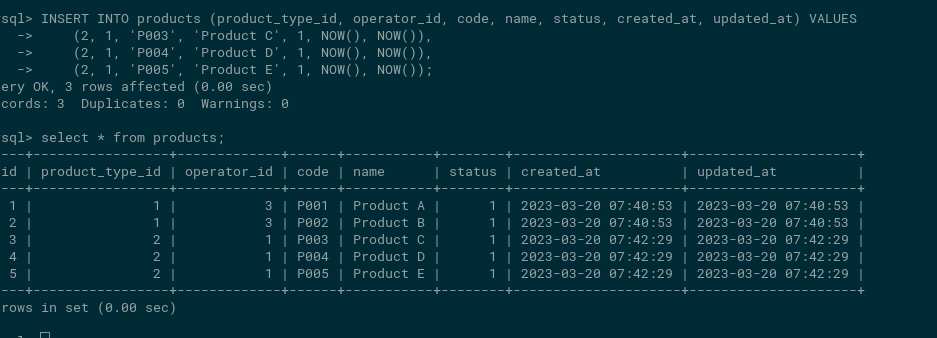 sql> INSERT INTO products (product_type_id, operator_id, code, name, status, created_at, updated_at) VALUES
    ->     (2, 1, 'P003', 'Product C', 1, NOW(), NOW()),
    ->     (2, 1, 'P004', 'Product D', 1, NOW(), NOW()),
    ->     (2, 1, 'P005', 'Product E', 1, NOW(), NOW());
ery OK, 3 rows affected (0.00 sec)
cords: 3  Duplicates: 0  Warnings: 0
sql> select * from products;
---+-----------------+-------------+------+-----------+--------+---------------------+---------------------+
id | product_type_id | operator_id | code | name      | status | created_at          | updated_at          |
---+-----------------+-------------+------+-----------+--------+---------------------+---------------------+
 1 |               1 |           3 | P001 | Product A |      1 | 2023-03-20 07:40:53 | 2023-03-20 07:40:53 |
 2 |               1 |           3 | P002 | Product B |      1 | 2023-03-20 07:40:53 | 2023-03-20 07:40:53 |
 3 |               2 |           1 | P003 | Product C |      1 | 2023-03-20 07:42:29 | 2023-03-20 07:42:29 |
 4 |               2 |           1 | P004 | Product D |      1 | 2023-03-20 07:42:29 | 2023-03-20 07:42:29 |
 5 |               2 |           1 | P005 | Product E |      1 | 2023-03-20 07:42:29 | 2023-03-20 07:42:29 |
---+-----------------+-------------+------+-----------+--------+---------------------+---------------------+
rows in set (0.00 sec)